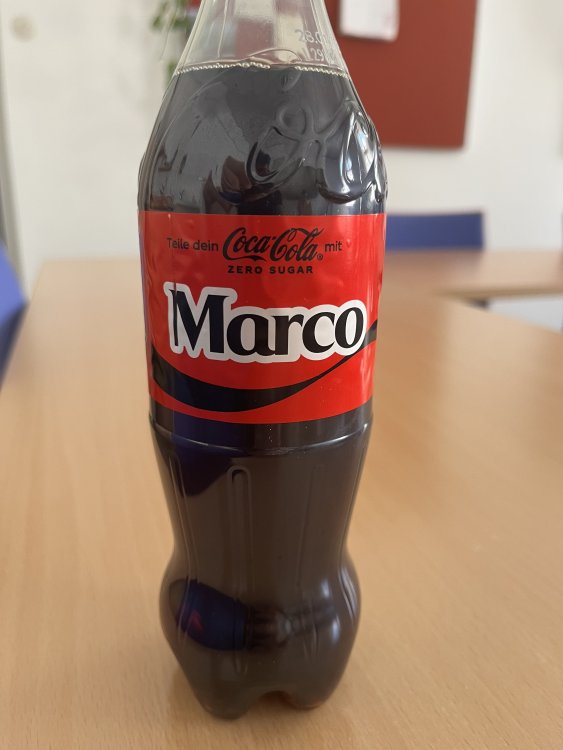 Teile dein Coca-Cola mit
ZERO SUGAR
Marco